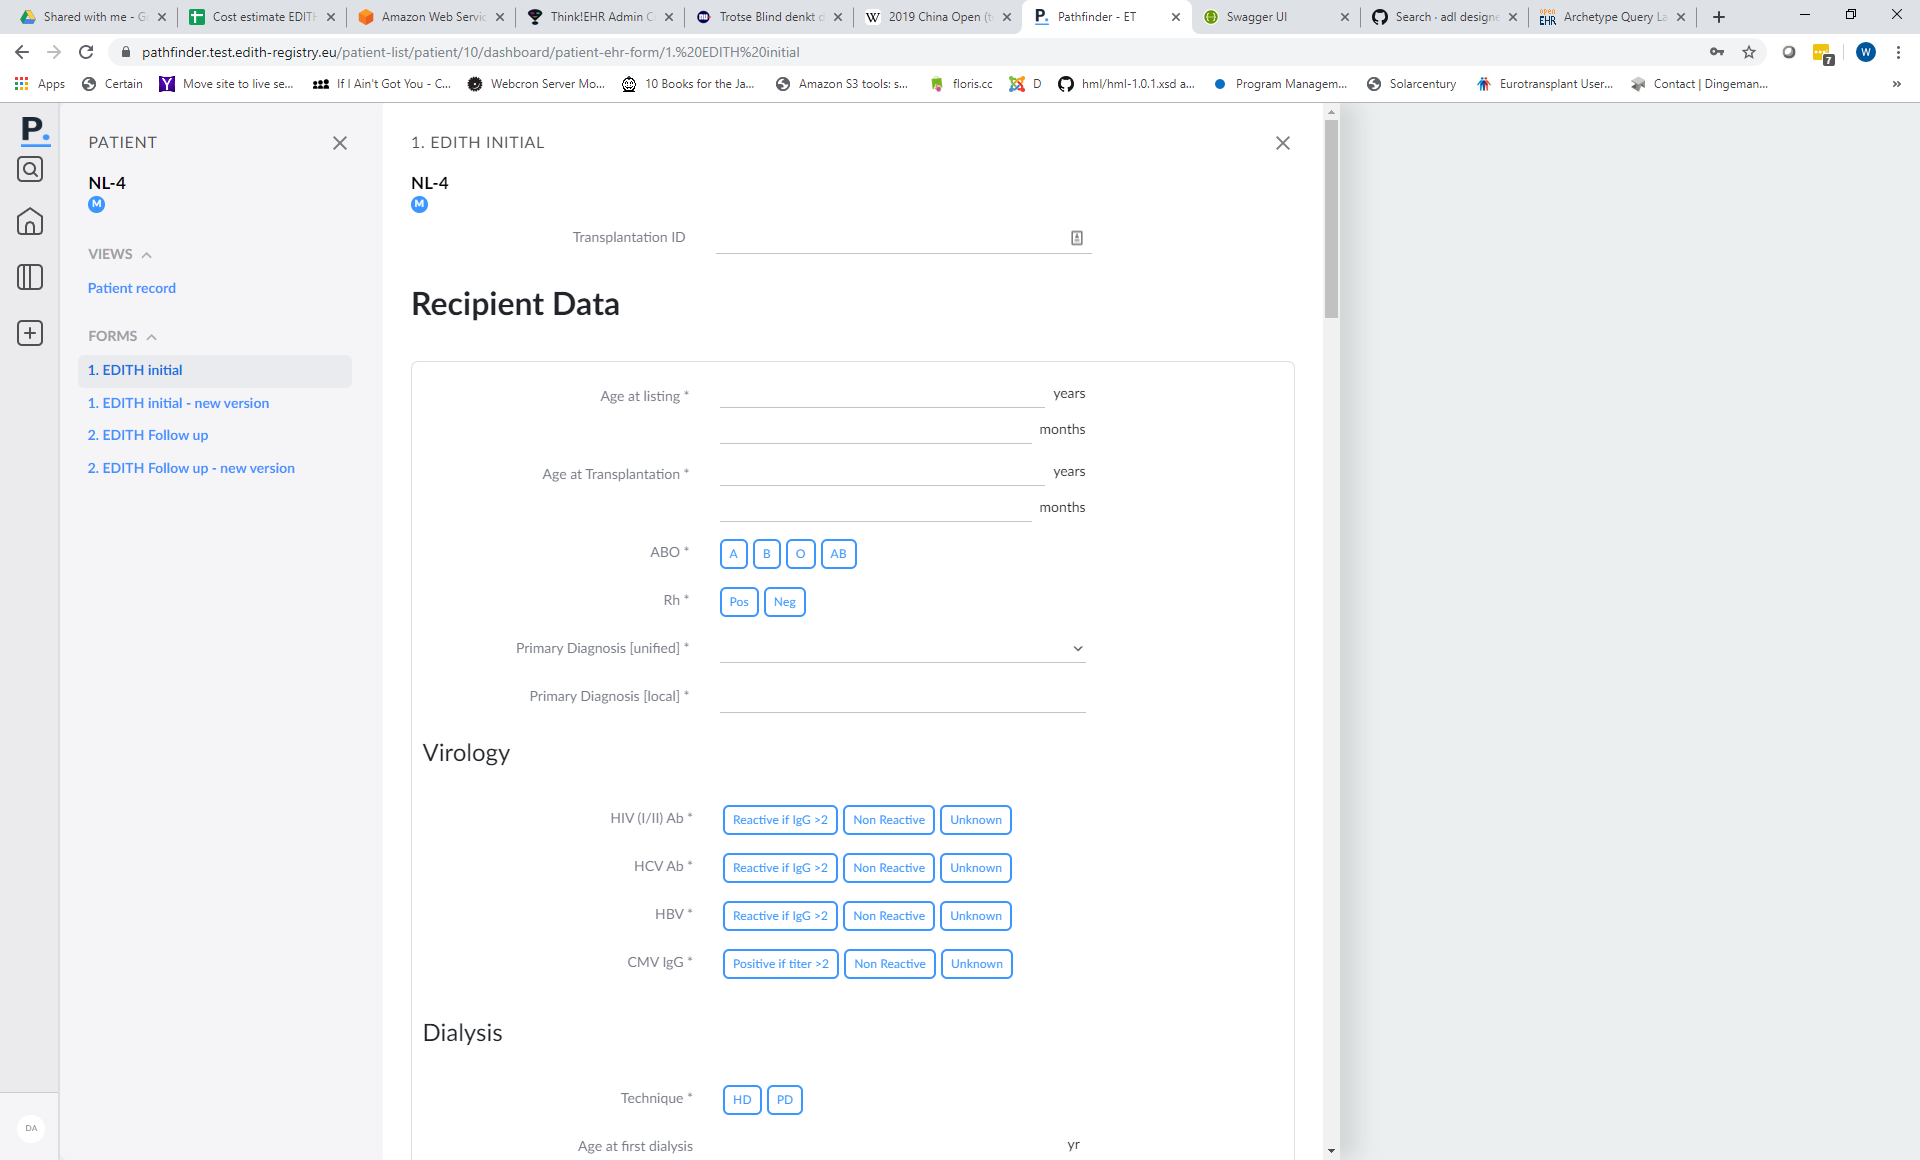 Shared with me - G
Cost estimate EDITH
Amazon Web Servic
Think!EHR Admin C
Trotse Blind denkt
2019 China Open (t
Pathfinder - ET
Swagger UI
Search · adl designe
Archetype Query La
pathfinder.test.edith-registry.eu/patient-list/patient/10/dashboard/patient-ehr-form/1.%20EDITH%20initial
7
W
Apps
Certain
Move site to live se...
If I Ain't Got You - C...
Webcron Server Mo...
10 Books for the Ja...
Amazon S3 tools: s...
floris.cc
D
hml/hml-1.0.1.xsd a...
Program Managem...
Solarcentury
Eurotransplant User...
Contact | Dingeman...
»
P.
PATIENT
NL-4
M
VIEWS
Patient record
FORMS
1. EDITH initial
1. EDITH initial - new version
2. EDITH Follow up
2. EDITH Follow up - new version
DA
1. EDITH INITIAL
NL-4
M
Transplantation ID
Recipient Data
Age at listing * years
months
Age at Transplantation * years
months
ABO * A B O AB
Rh * Pos Neg
Primary Diagnosis [unified] *
Primary Diagnosis [local] *
Virology
HIV (I/II) Ab * Reactive if IgG >2 Non Reactive Unknown
HCV Ab * Reactive if IgG >2 Non Reactive Unknown
HBV * Reactive if IgG >2 Non Reactive Unknown
CMV IgG * Positive if titer >2 Non Reactive Unknown
Dialysis
Technique * HD PD
Age at first dialysis yr